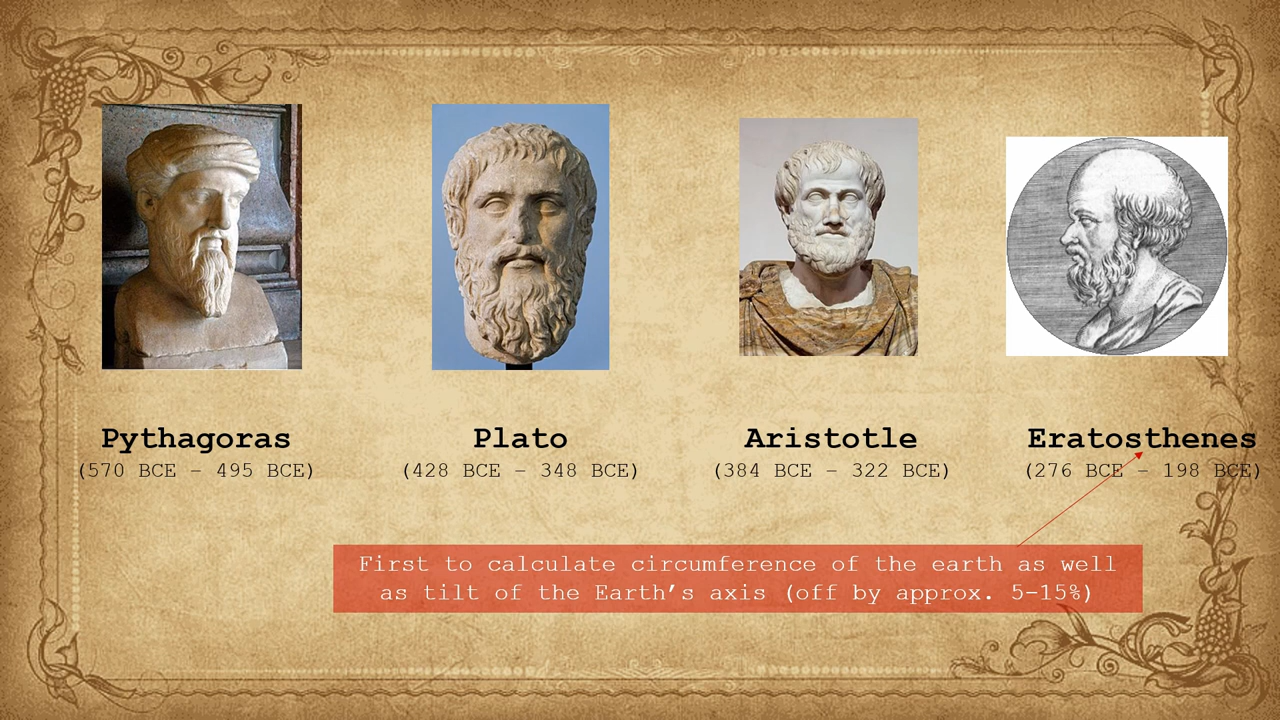 Pythagoras
(570 BCE – 495 BCE)
Plato
(428 BCE – 348 BCE)
Aristotle
(384 BCE – 322 BCE)
Eratosthenes
(276 BCE – 198 BCE)
First to calculate circumference of the earth as well
as tilt of the Earth’s axis (off by approx. 5-15%)